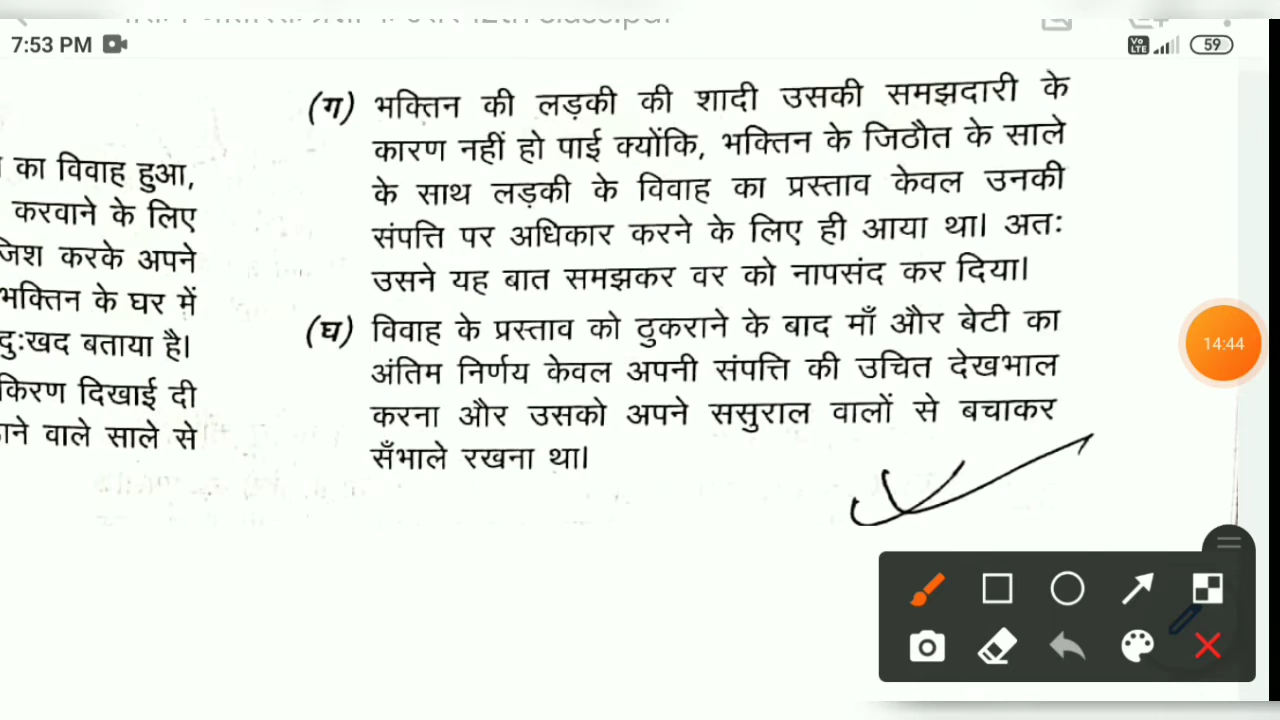 7:53 PM
59
का विवाह हुआ,
करवाने के लिए
करके अपने
भक्तिन के घर में
दुःखद बताया है।
किरण दिखाई दी
वाले साले से
(ग) भक्तिन की लड़की की शादी उसकी समझदारी के
कारण नहीं हो पाई क्योंकि, भक्तिन के जिठौत के साले
के साथ लड़की के विवाह का प्रस्ताव केवल उनकी
संपत्ति पर अधिकार करने के लिए ही आया था। अतः
उसने यह बात समझकर वर को नापसंद कर दिया।
(घ) विवाह के प्रस्ताव को ठुकराने के बाद माँ और बेटी का
अंतिम निर्णय केवल अपनी संपत्ति की उचित देखभाल
करना और उसको अपने ससुराल वालों से बचाकर
सँभाले रखना था।
14:44